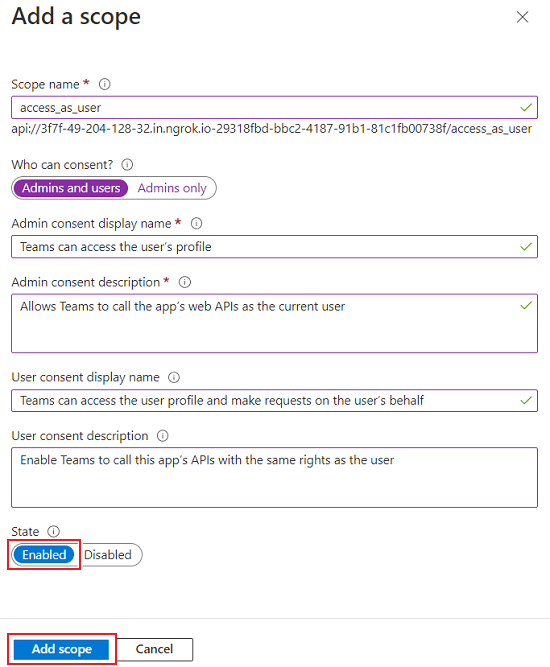 Add a scope
Scope name *
access_as_user
api://3f7f-49-204-128-32.in.ngrok.io-29318fbd-bbc2-4187-91b1-81c1fb00738f/access_as_user
Who can consent?
Admins and users Admins only
Admin consent display name *
Teams can access the user's profile
Admin consent description *
Allows Teams to call the app's web APIs as the current user
User consent display name
Teams can access the user profile and make requests on the user's behalf
User consent description
Enable Teams to call this app's APIs with the same rights as the user
State
Enabled Disabled
Add scope Cancel